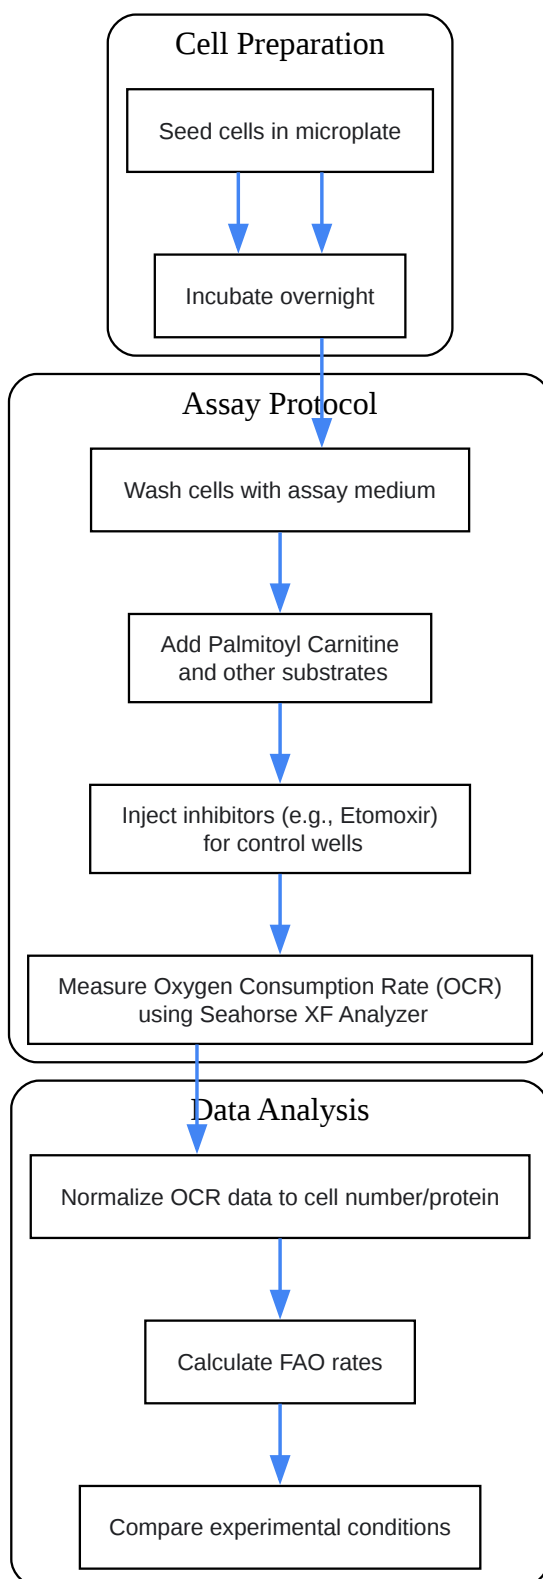 Cell Preparation
Seed cells in microplate
Incubate overnight
Assay Protocol
Wash cells with assay medium
Add Palmitoyl Carnitine
and other substrates
Inject inhibitors (e.g., Etomoxir)
for control wells
Measure Oxygen Consumption Rate (OCR)
using Seahorse XF Analyzer
Data Analysis
Normalize OCR data to cell number/protein
Calculate FAO rates
Compare experimental conditions